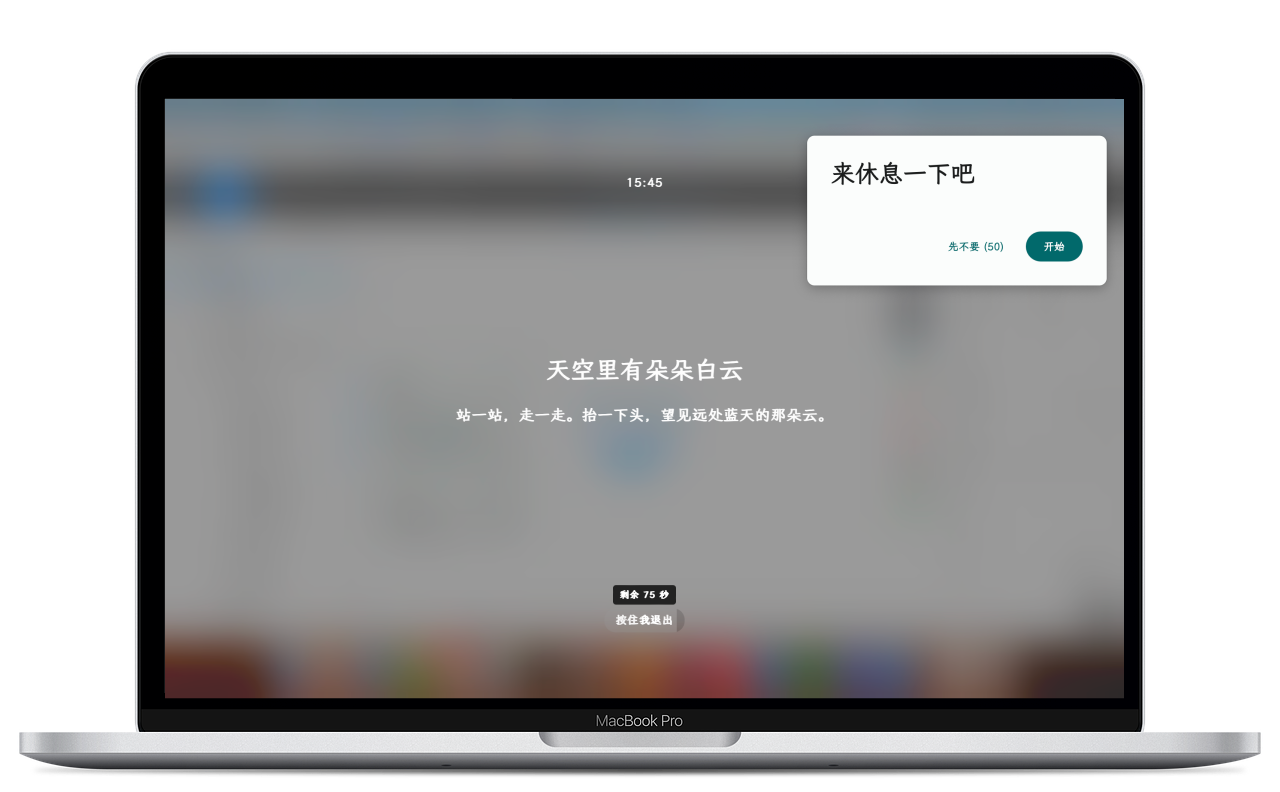 15:45
来休息一下吧
先不要 (50)
开始
天空里有朵朵白云
站一站，走一走。抬一下头，望见远处蓝天的那朵云。
剩余 75 秒
按住我退出
MacBook Pro